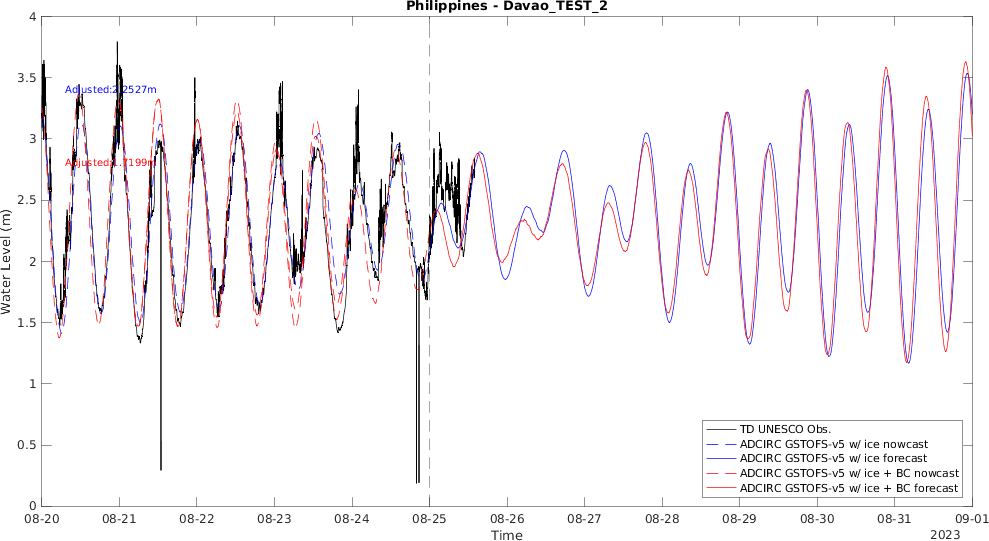 Philippines - Davao_TEST_2
4
3.5
3
2.5
2
1.5
1
0.5
0
Water Level (m)
Adjusted:2.2527m
TD UNESCO Obs.
ADCIRC GSTOFS-v5 w/ ice nowcast
ADCIRC GSTOFS-v5 w/ ice forecast
ADCIRC GSTOFS-v5 w/ ice + BC nowcast
ADCIRC GSTOFS-v5 w/ ice + BC forecast
08-20 08-21 08-22 08-23 08-24 08-25 08-26 08-27 08-28 08-29 08-30 08-31 09-01
Time
2023